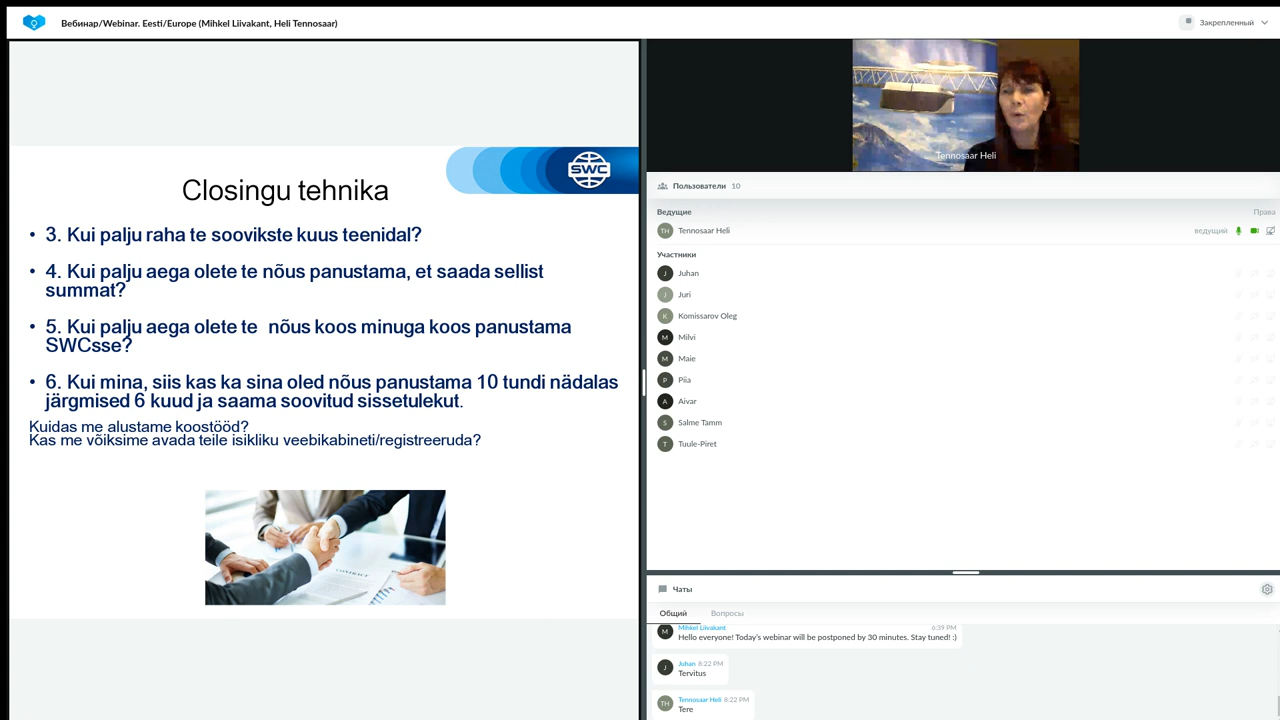 Вебинар/Webinar. Eesti/Europe (Mihkel Liivakant, Heli Tennosaar)
Закрепленный
SWC
Closingu tehnika
• 3. Kui palju raha te soovikste kuus teenidal?
• 4. Kui palju aega olete te nõus panustama, et saada sellist
summat?
• 5. Kui palju aega olete te nõus koos minuga koos panustama
SWCsse?
• 6. Kui mina, siis kas ka sina oled nõus panustama 10 tundi nädalas
järgmised 6 kuud ja saama soovitud sissetulekut.
Kuidas me alustame koostööd?
Kas me võiksime avada teile isikliku veebikabineti/registreeruda?
CONTRACT
Tennosaar Heli
Пользователи 10
Ведущие Права
TH Tennosaar Heli ведущий
Участники
J Juhan
J Juri
K Komissarov Oleg
M Milvi
M Maie
P Piia
A Aivar
S Salme Tamm
T Tuule-Piret
Чаты
Общий Вопросы
Mihkel Liivakant 6:39 PM
M Hello everyone! Today's webinar will be postponed by 30 minutes. Stay tuned! :)
Juhan 8:22 PM
J Tervitus
Tennosaar Heli 8:22 PM
TH Tere